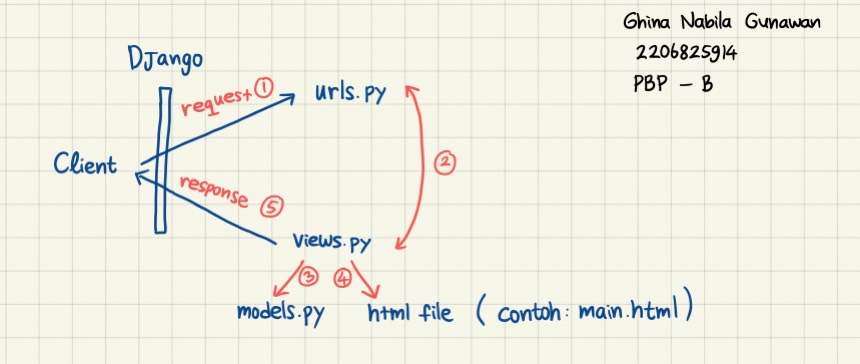 Ghina Nabila Gunawan
2206825914
PBP - B
Django
request ①
urls.py
②
Client
response ⑤
views.py
③ ④
models.py
html file ( contoh: main.html )